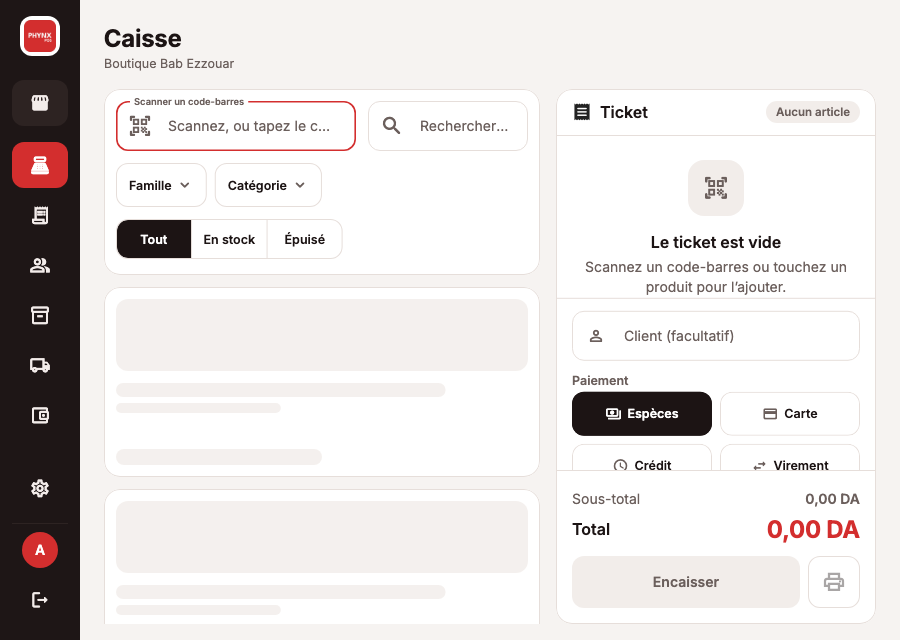 PHYNX
POS
Caisse
Boutique Bab Ezzouar
Scanner un code-barres
Scannez, ou tapez le c...
Rechercher...
Famille
Catégorie
Tout
En stock
Épuisé
Ticket
Aucun article
Le ticket est vide
Scannez un code-barres ou touchez un
produit pour l’ajouter.
Client (facultatif)
Paiement
Espèces
Carte
Crédit
Virement
Sous-total
0,00 DA
Total
0,00 DA
Encaisser
A